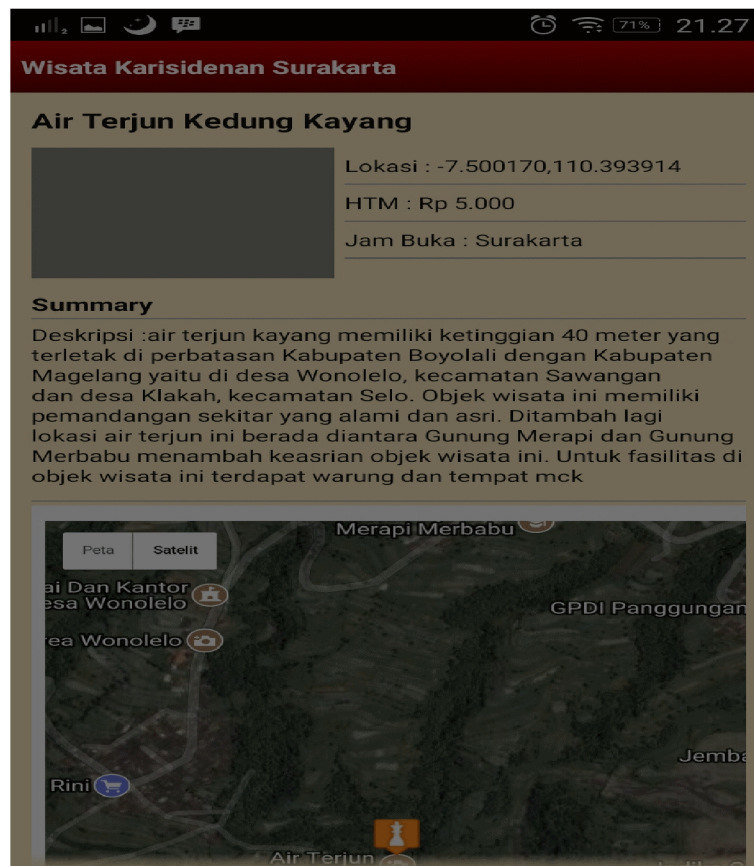 2
71%
21.27
Wisata Karisidenan Surakarta
Air Terjun Kedung Kayang
Lokasi : -7.500170,110.393914
HTM : Rp 5.000
Jam Buka : Surakarta
Summary
Deskripsi :air terjun kayang memiliki ketinggian 40 meter yang
terletak di perbatasan Kabupaten Boyolali dengan Kabupaten
Magelang yaitu di desa Wonolelo, kecamatan Sawangan
dan desa Klakah, kecamatan Selo. Objek wisata ini memiliki
pemandangan sekitar yang alami dan asri. Ditambah lagi
lokasi air terjun ini berada diantara Gunung Merapi dan Gunung
Merbabu menambah keasrian objek wisata ini. Untuk fasilitas di
objek wisata ini terdapat warung dan tempat mck
Merapi Merbabu
Peta
Satelit
ai Dan Kantor
esa Wonolelo
GPDI Panggungan
rea Wonolelo
Jemba
Rini
Air Terjun